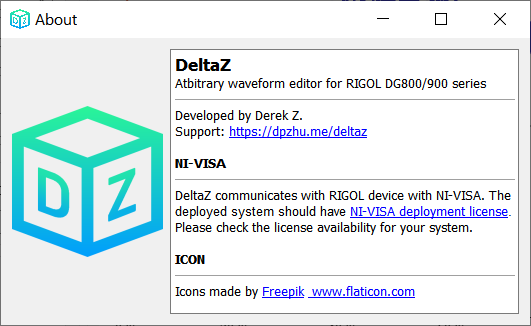 About
DeltaZ
Atbitrary waveform editor for RIGOL DG800/900 series
Developed by Derek Z.
Support: https://dpzhu.me/deltaz
NI-VISA
DeltaZ communicates with RIGOL device with NI-VISA. The
deployed system should have NI-VISA deployment license.
Please check the license availability for your system.
ICON
Icons made by Freepik www.flaticon.com
D Z